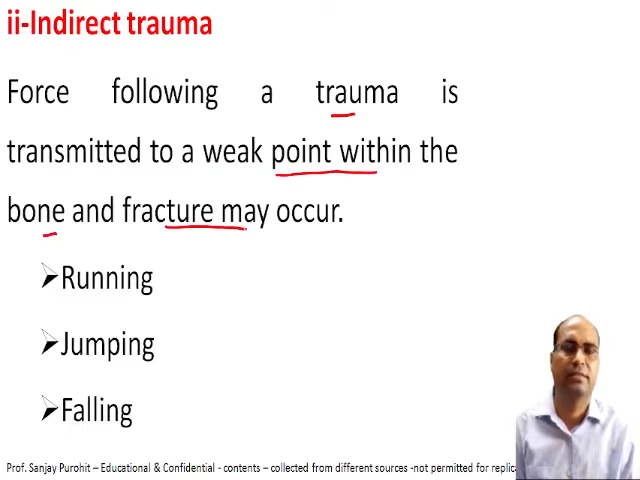 ii-Indirect trauma
Force following a trauma is
transmitted to a weak point within the
bone and fracture may occur.
Running
Jumping
Falling
Prof. Sanjay Purohit – Educational & Confidential - contents – collected from different sources -not permitted for replica